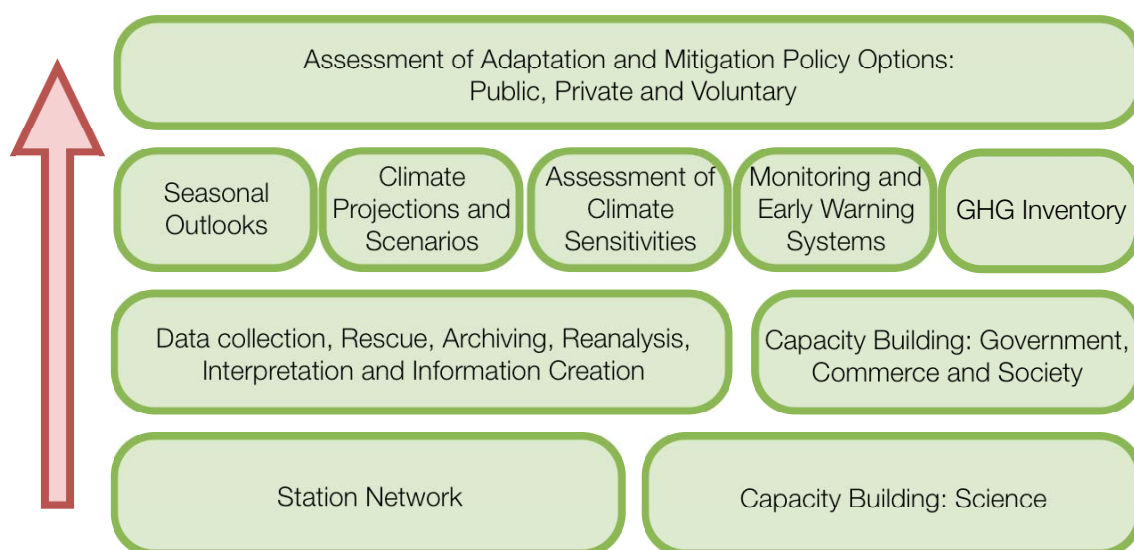 Assessment of Adaptation and Mitigation Policy Options:
Public, Private and Voluntary
Seasonal
Outlooks
Climate
Projections and
Scenarios
Assessment of
Climate
Sensitivities
Monitoring and
Early Warning
Systems
GHG Inventory
Data collection, Rescue, Archiving, Reanalysis,
Interpretation and Information Creation
Capacity Building: Government,
Commerce and Society
Station Network
Capacity Building: Science